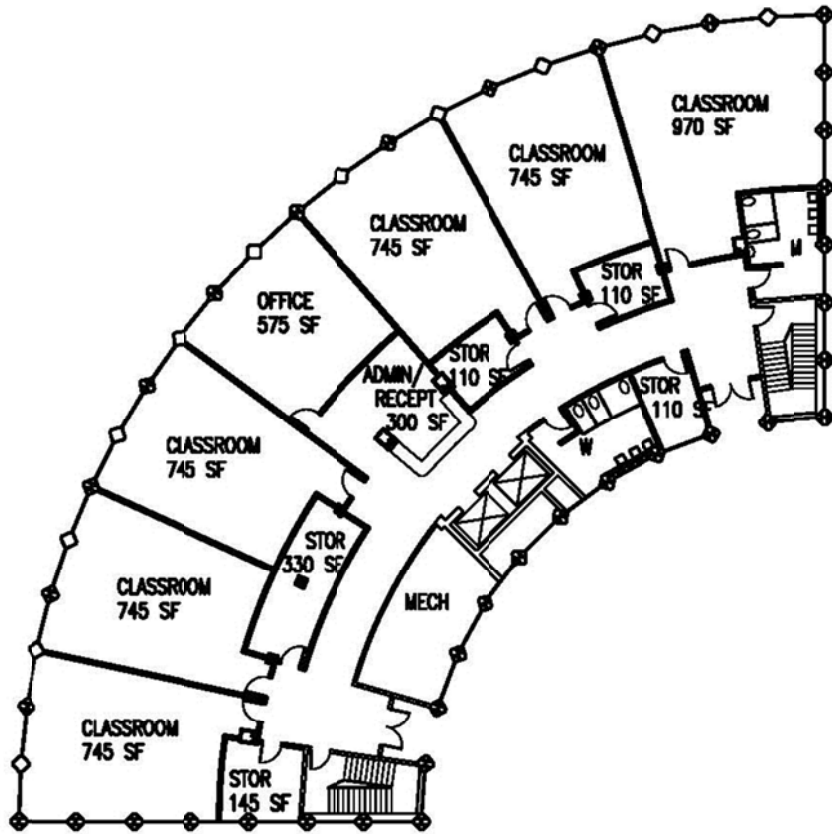 CLASSROOM
970 SF
CLASSROOM
745 SF
CLASSROOM
745 SF
M
STOR
110 SF
OFFICE
575 SF
STOR
110 SF
ADMIN/
RECEPT
300 SF
STOR
110 SF
W
CLASSROOM
745 SF
STOR
330 SF
CLASSROOM
745 SF
MECH
CLASSROOM
745 SF
STOR
145 SF